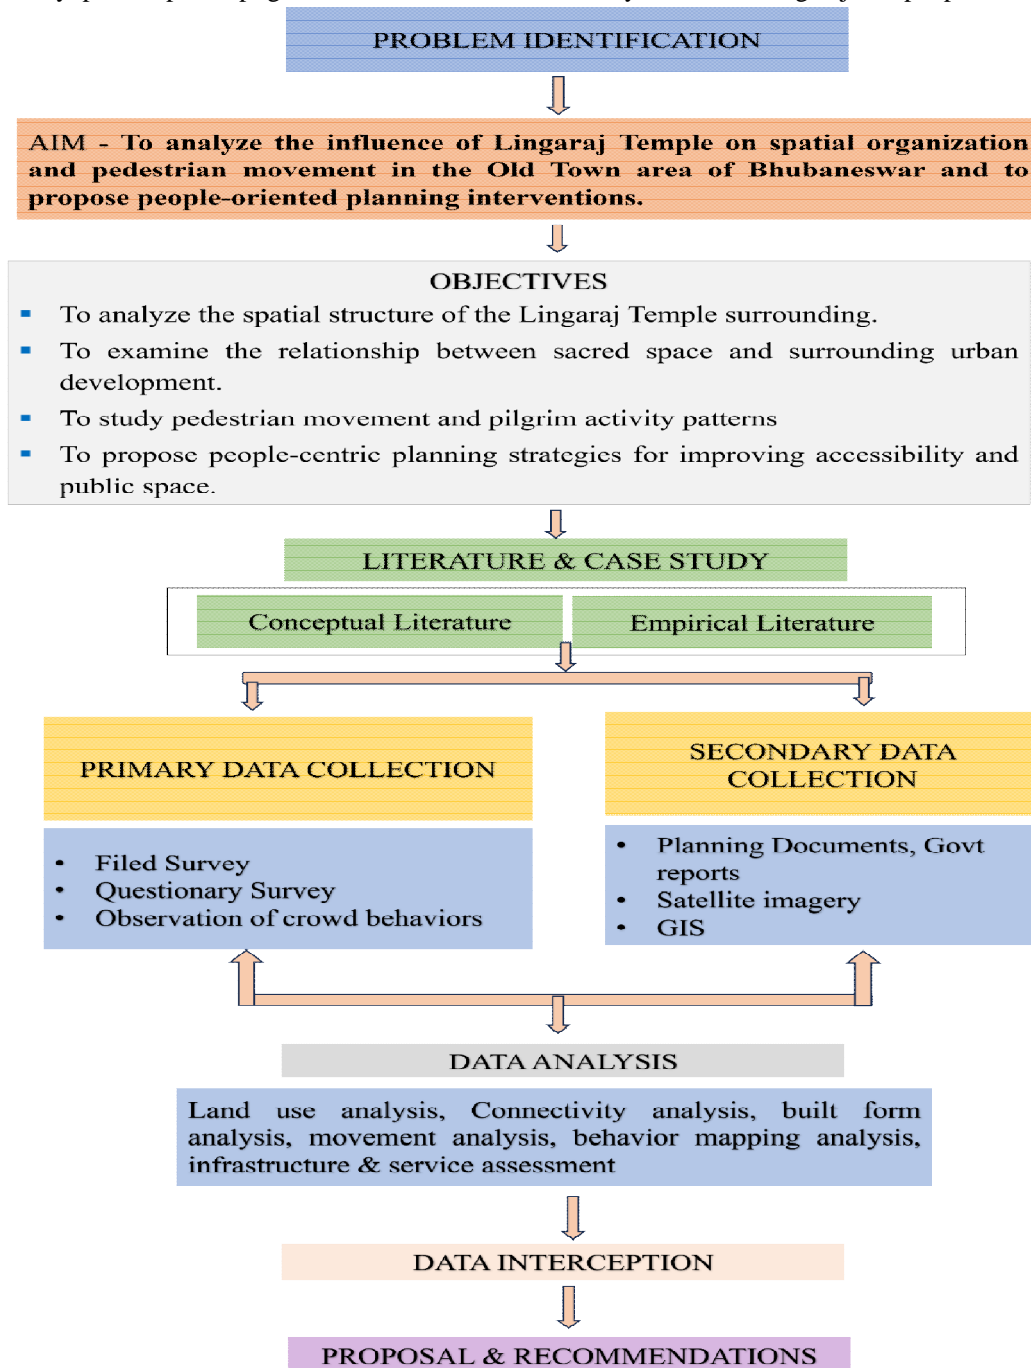 PROBLEM IDENTIFICATION
AIM - To analyze the influence of Lingaraj Temple on spatial organization
and pedestrian movement in the Old Town area of Bhubaneswar and to
propose people-oriented planning interventions.
OBJECTIVES
▪ To analyze the spatial structure of the Lingaraj Temple surrounding.
▪ To examine the relationship between sacred space and surrounding urban
development.
▪ To study pedestrian movement and pilgrim activity patterns
▪ To propose people-centric planning strategies for improving accessibility and
public space.
LITERATURE & CASE STUDY
Conceptual Literature
Empirical Literature
PRIMARY DATA COLLECTION
• Filed Survey
• Questionary Survey
• Observation of crowd behaviors
SECONDARY DATA
COLLECTION
• Planning Documents, Govt
reports
• Satellite imagery
• GIS
DATA ANALYSIS
Land use analysis, Connectivity analysis, built form
analysis, movement analysis, behavior mapping analysis,
infrastructure & service assessment
DATA INTERCEPTION
PROPOSAL & RECOMMENDATIONS